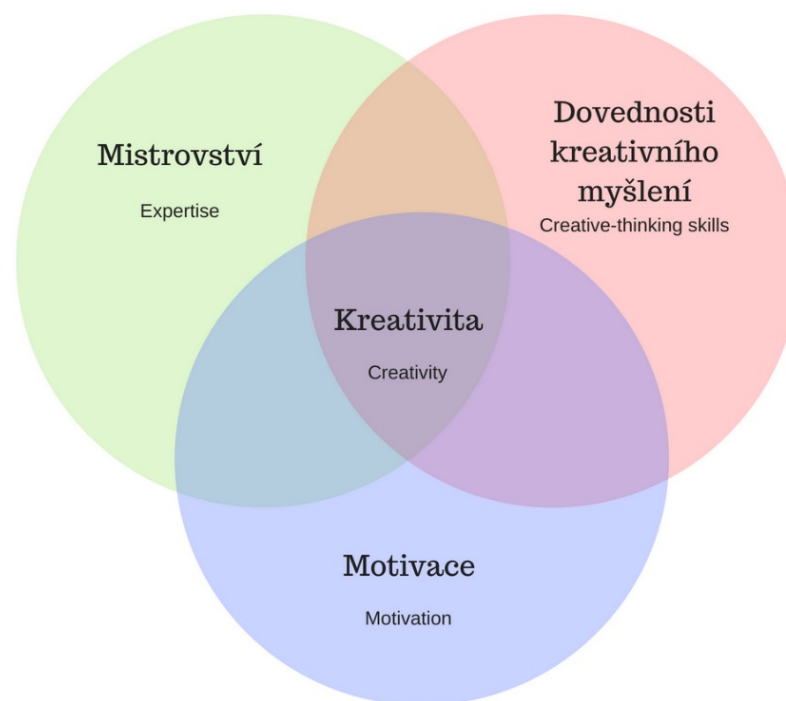 Mistrovství
Expertise
Dovednosti
kreativního
myšlení
Creative-thinking skills
Kreativita
Creativity
Motivace
Motivation